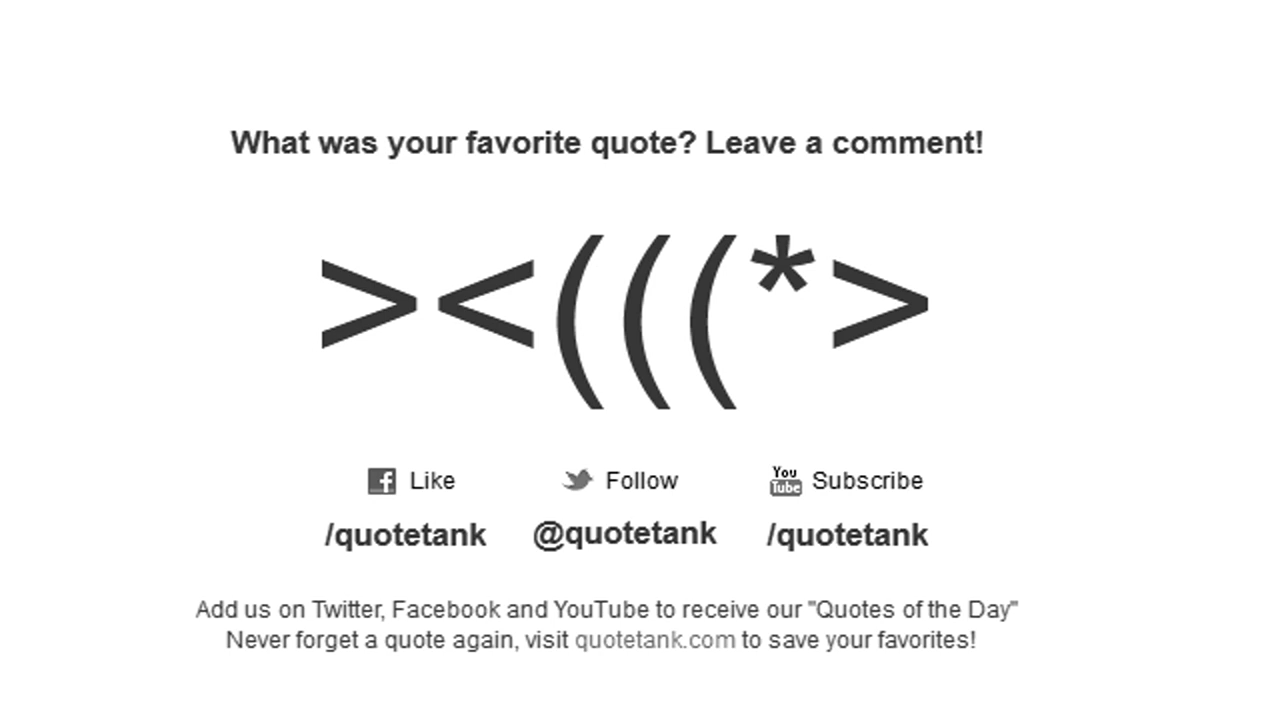 What was your favorite quote? Leave a comment!
><(((*>
f Like Follow You Tube Subscribe
/quotetank @quotetank /quotetank
Add us on Twitter, Facebook and YouTube to receive our "Quotes of the Day"
Never forget a quote again, visit quotetank.com to save your favorites!